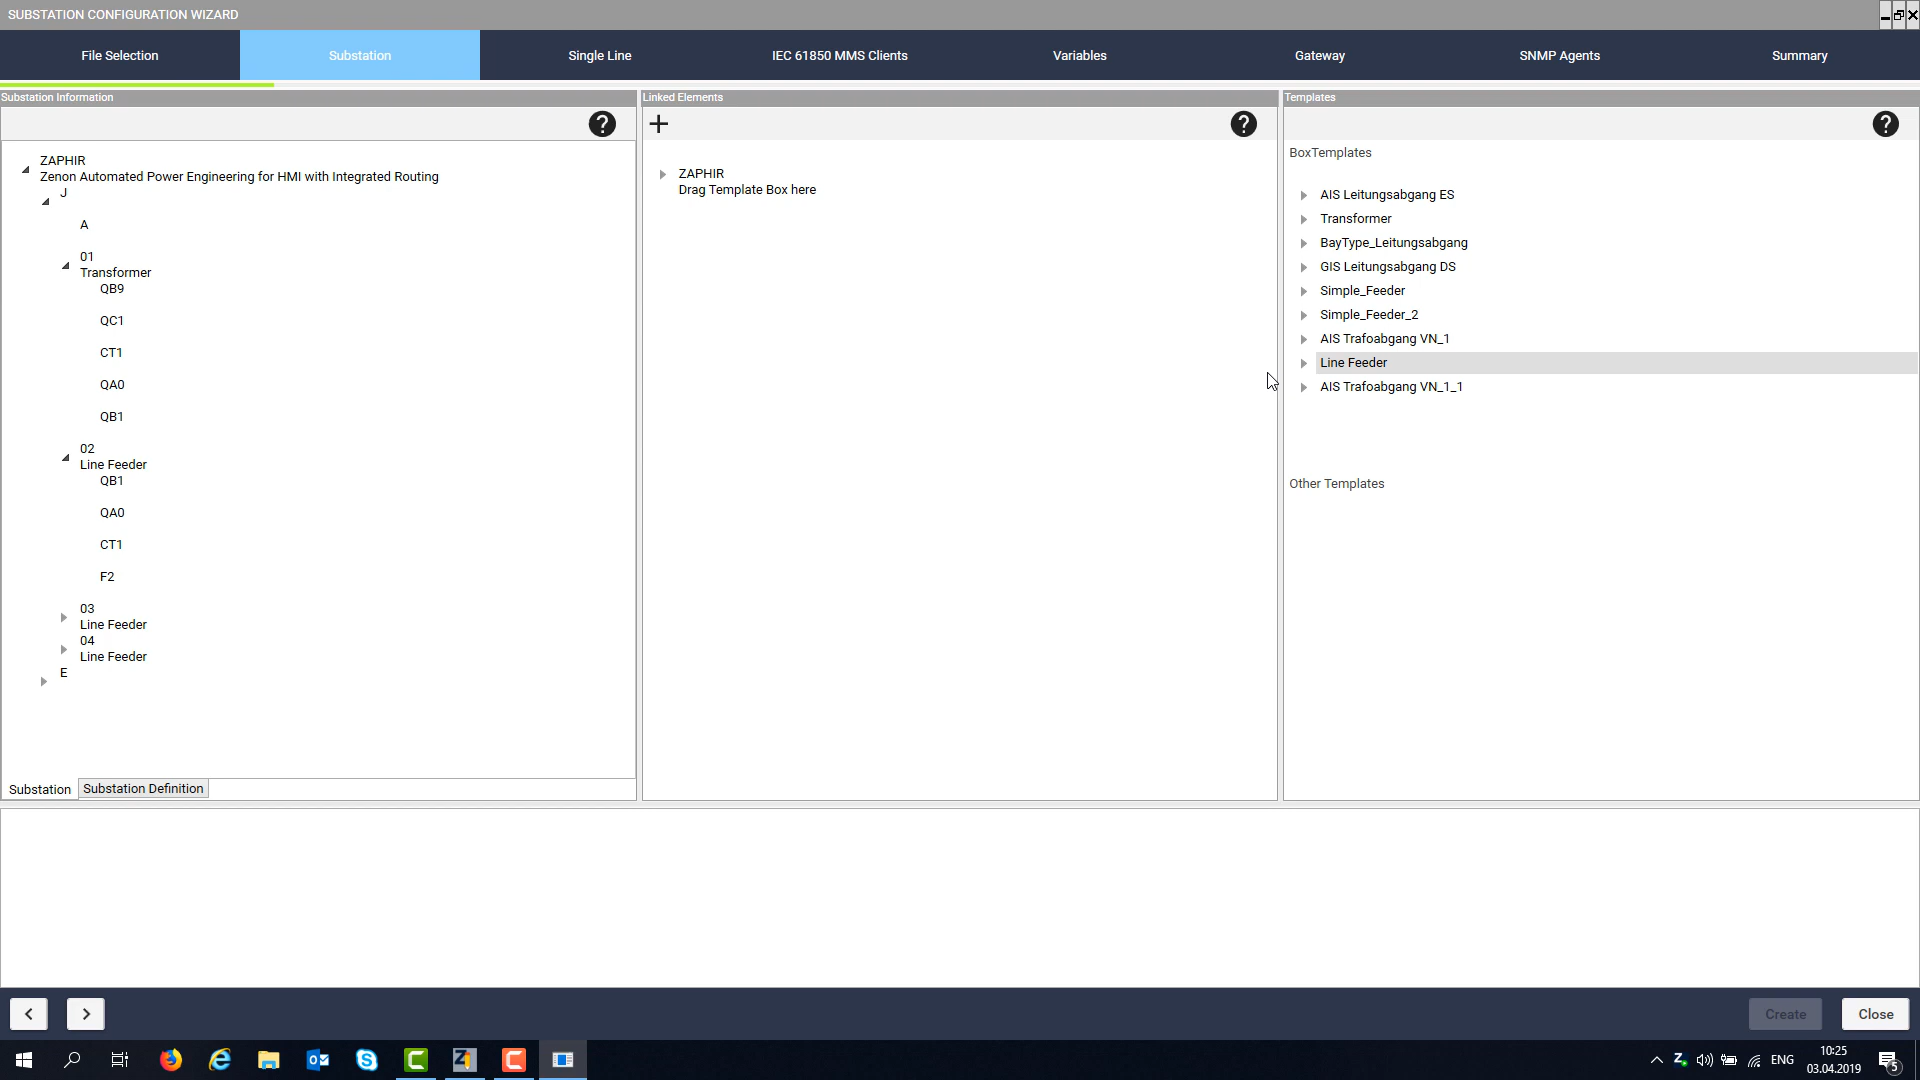 SUBSTATION CONFIGURATION WIZARD
File Selection
Substation
Single Line
IEC 61850 MMS Clients
Variables
Gateway
SNMP Agents
Summary
Substation Information
ZAPHIR
Zenon Automated Power Engineering for HMI with Integrated Routing
J
A
01
Transformer
QB9
QC1
CT1
QA0
QB1
02
Line Feeder
QB1
QA0
CT1
F2
03
Line Feeder
04
Line Feeder
E
Substation
Substation Definition
Linked Elements
ZAPHIR
Drag Template Box here
Templates
BoxTemplates
AIS Leitungsabgang ES
Transformer
BayType_Leitungsabgang
GIS Leitungsabgang DS
Simple_Feeder
Simple_Feeder_2
AIS Trafoabgang VN_1
Line Feeder
AIS Trafoabgang VN_1_1
Other Templates
Create
Close
ENG
10:25
03.04.2019
5